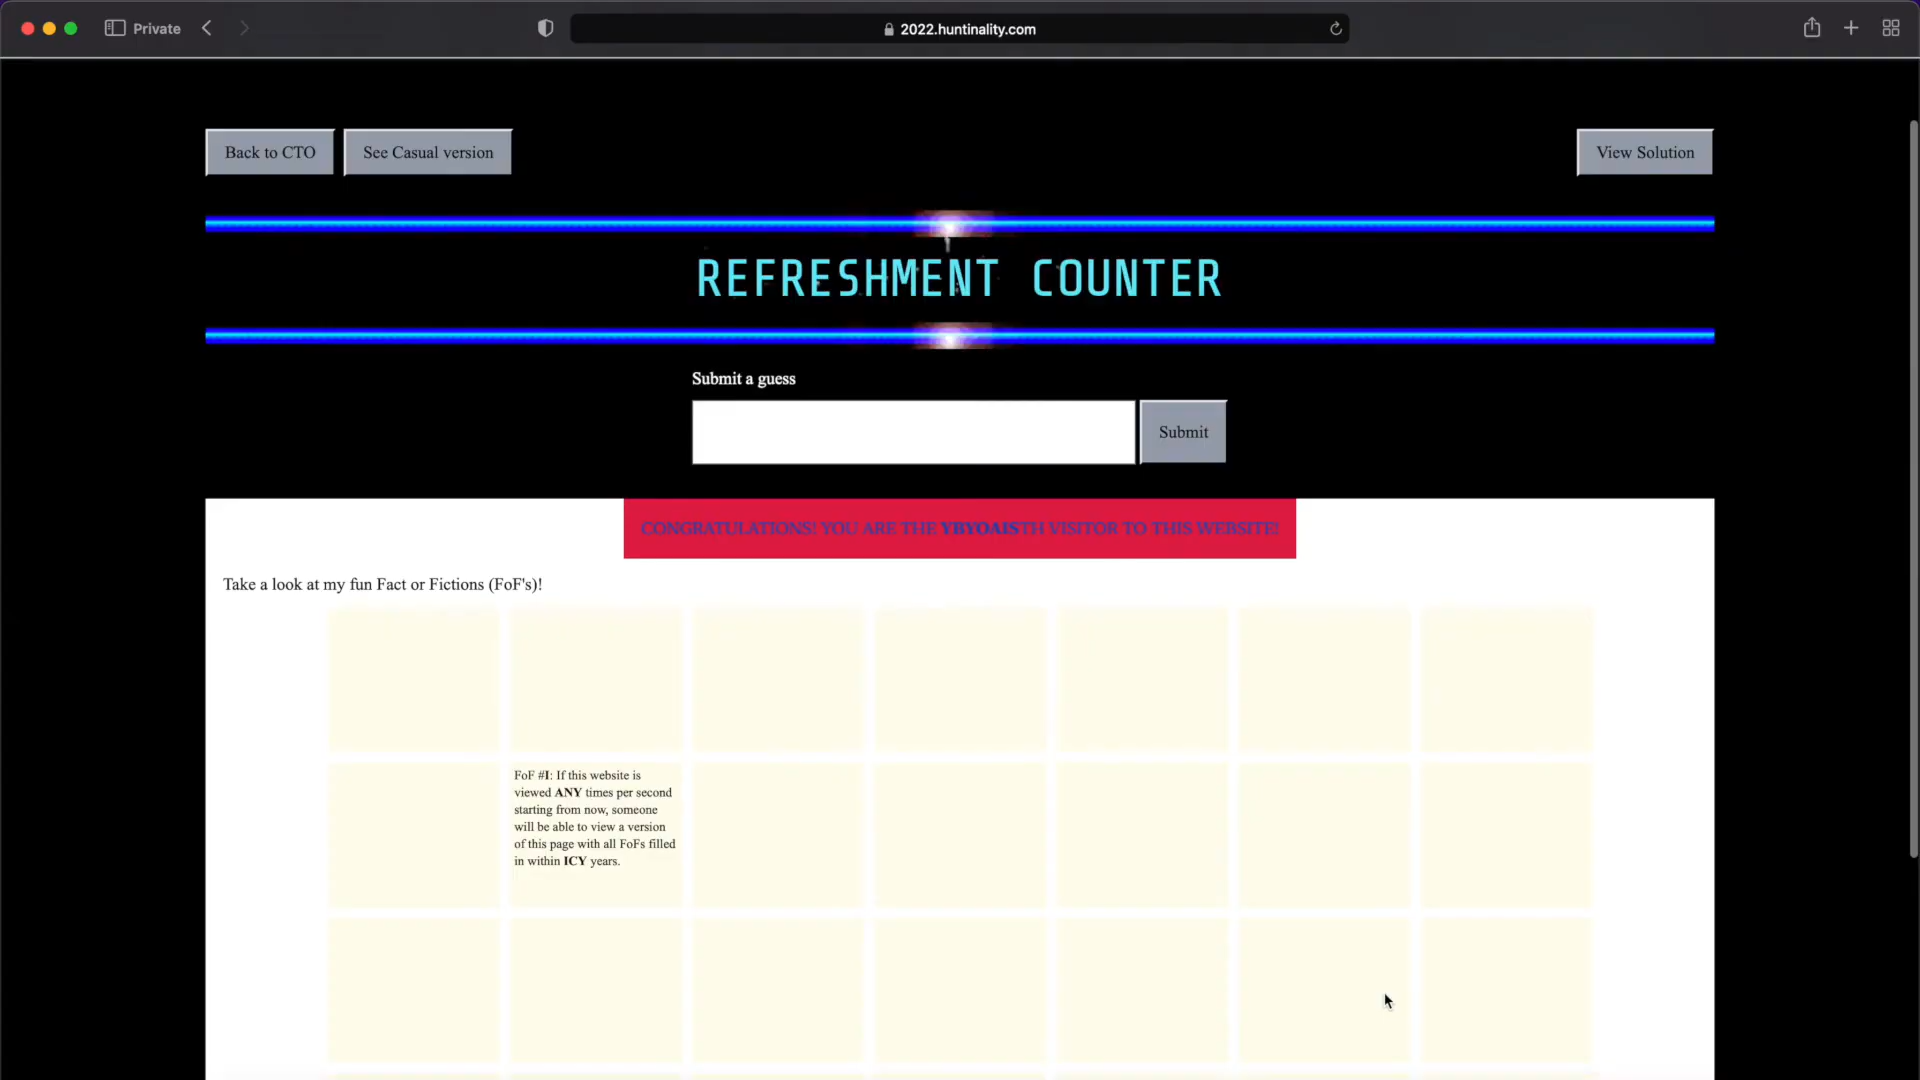 Private
2022.huntinality.com
Back to CTO
See Casual version
View Solution
REFRESHMENT COUNTER
Submit a guess
Submit
CONGRATULATIONS! YOU ARE THE YBYOAISTH VISITOR TO THIS WEBSITE!
Take a look at my fun Fact or Fictions (FoF's)!
FoF #I: If this website is
viewed ANY times per second
starting from now, someone
will be able to view a version
of this page with all FoFs filled
in within ICY years.